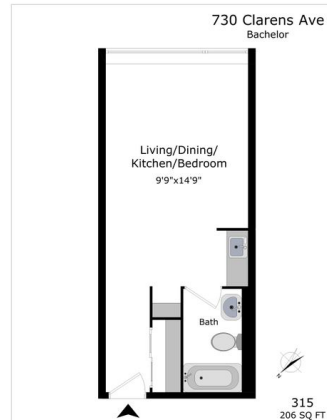 730 Clarens Ave
Bachelor
Living/Dining/
Kitchen/Bedroom
9'9"x14'9"
Bath
N
315
206 SQ FT